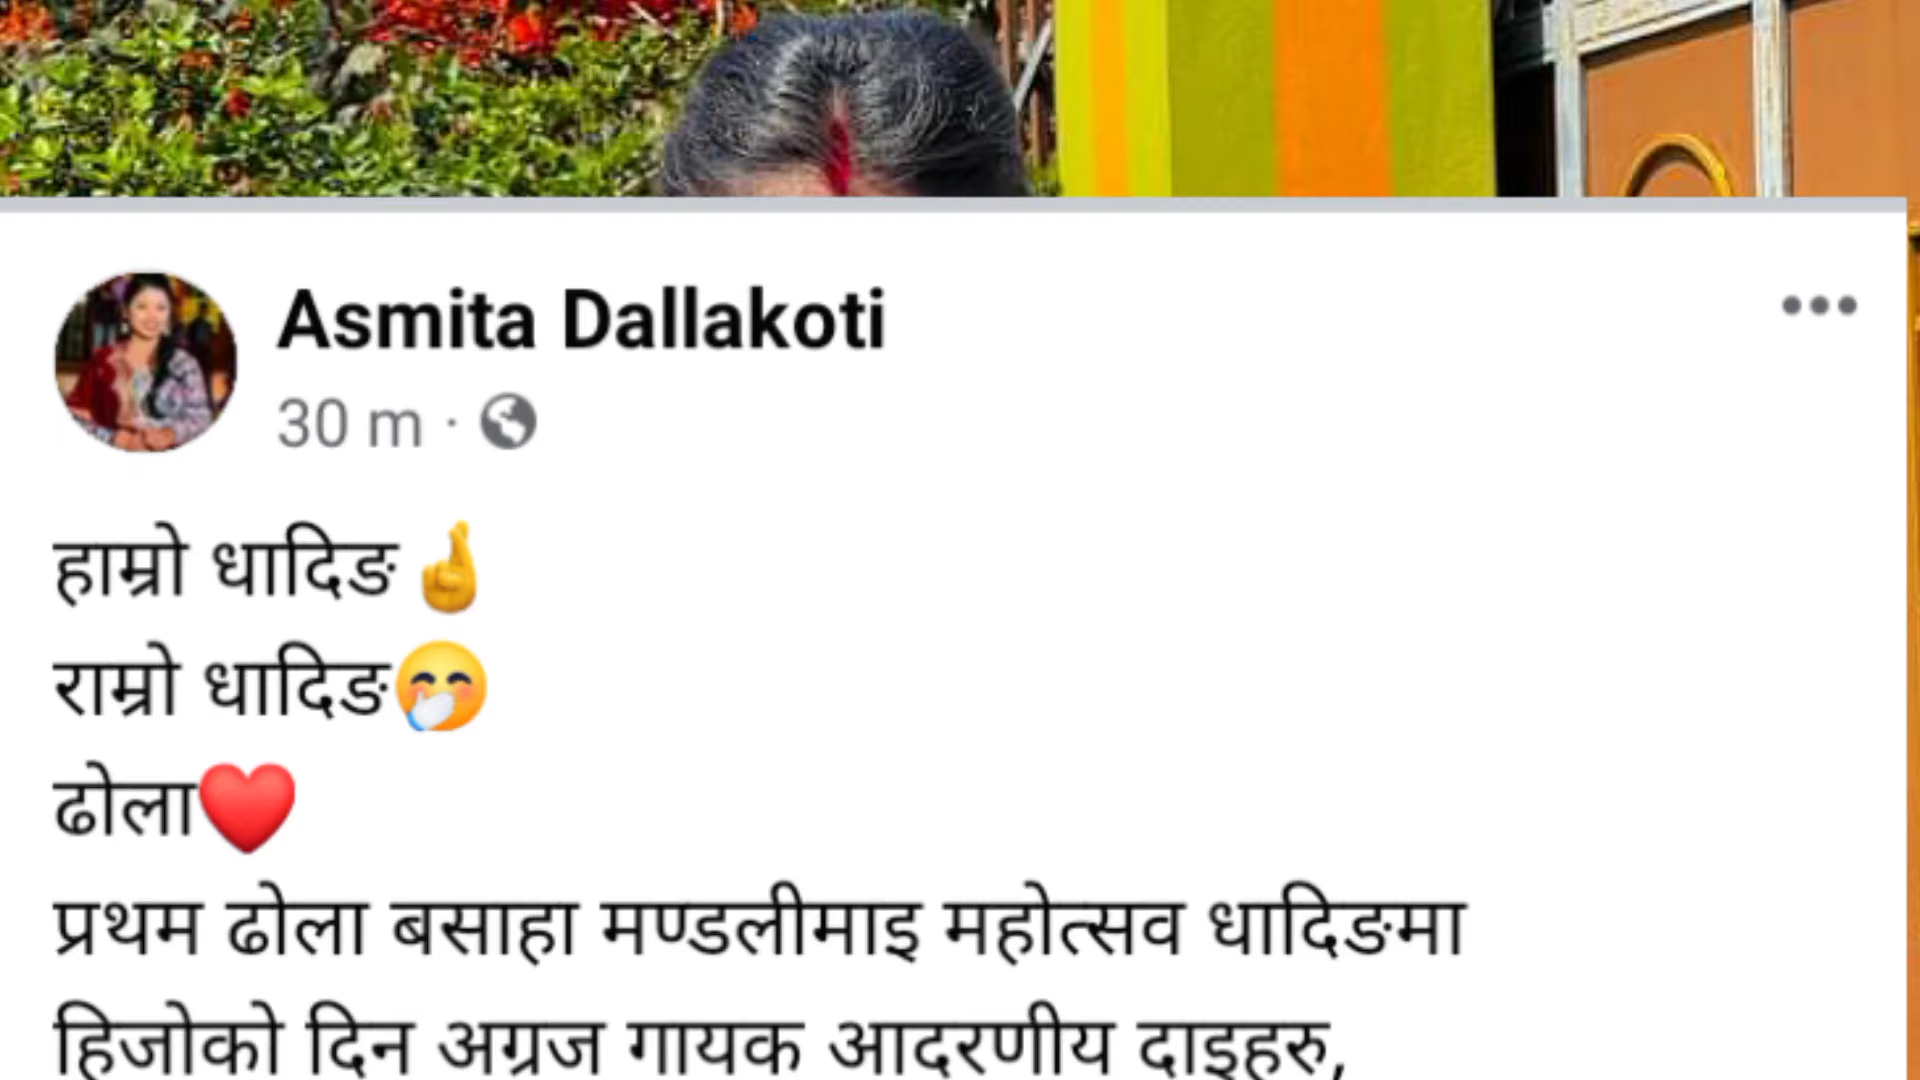 Asmita Dallakoti
30 m ·
हाम्रो धादिङ🤞
राम्रो धादिङ🤭
ढोला❤️
प्रथम ढोला बसाहा मण्डलीमाइ महोत्सव धादिङमा
हिजोको दिन अग्रज गायक आदरणीय दाइहरु,